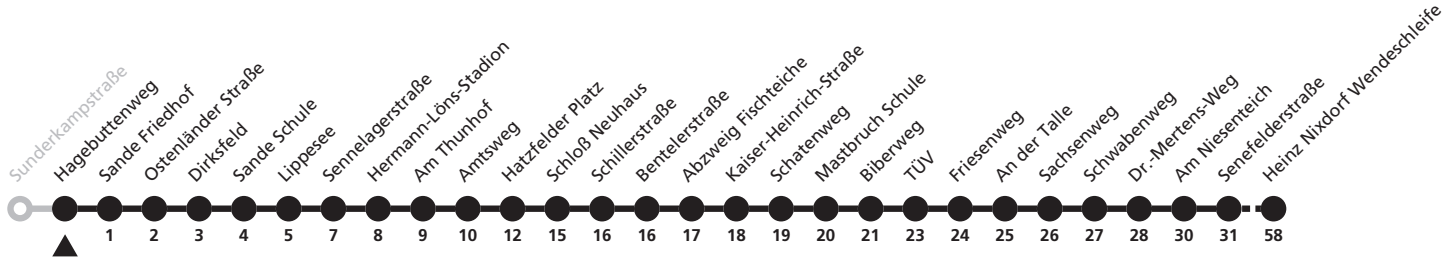 Sunderkampstraße
Hagebuttenweg
Sande Friedhof
Ostenländer Straße
Dirksfeld
Sande Schule
Lippesee
Sennelagerstraße
Hermann-Löns-Stadion
Am Thunhof
Amtsweg
Hatzfelder Platz
Schloß Neuhaus
Schillerstraße
Bentelerstraße
Abzweig Fischteiche
Kaiser-Heinrich-Straße
Schatenweg
Mastbruch Schule
Biberweg
TÜV
Friesenweg
An der Talle
Sachsenweg
Schwabenweg
Dr.-Mertens-Weg
Am Niesenteich
Senefelderstraße
Heinz Nixdorf Wendeschleife
1 2 3 4 5 7 8 9 10 12 15 16 16 17 18 19 20 21 23 24 25 26 27 28 30 31 58